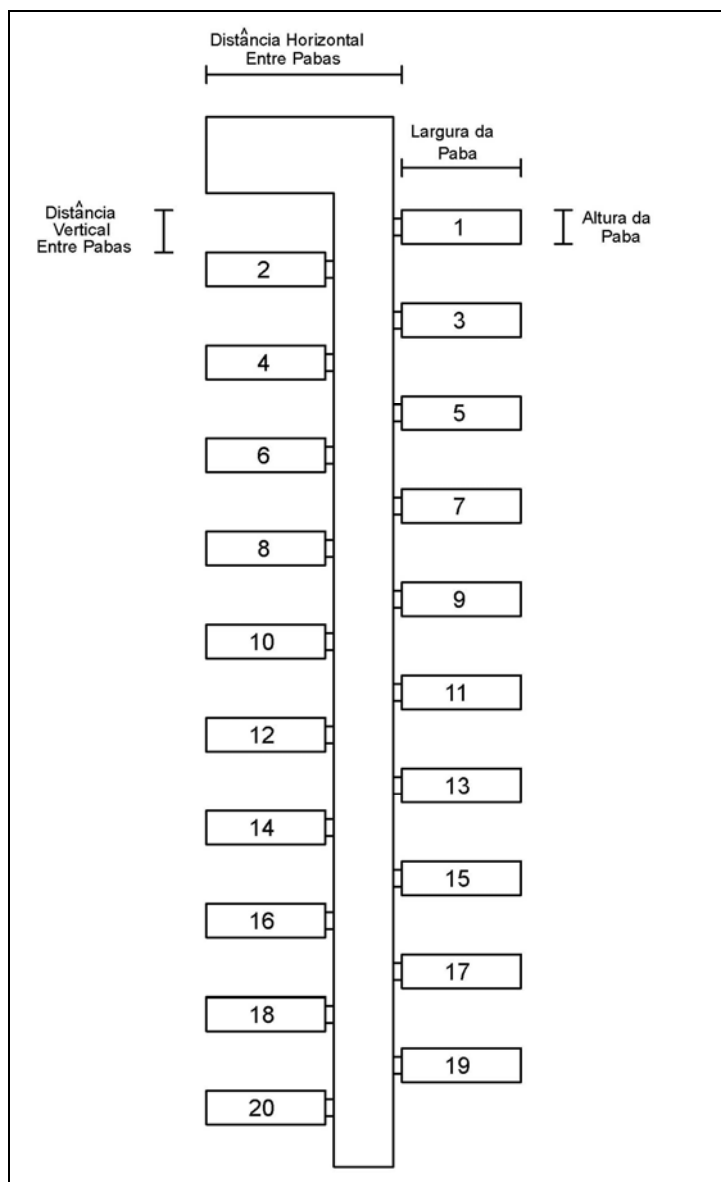 Distância Horizontal
Entre Pabas
Largura da
Paba
Distância
Vertical
Entre Pabas
Altura da
Paba
1
2
3
4
5
6
7
8
9
10
11
12
13
14
15
16
17
18
19
20